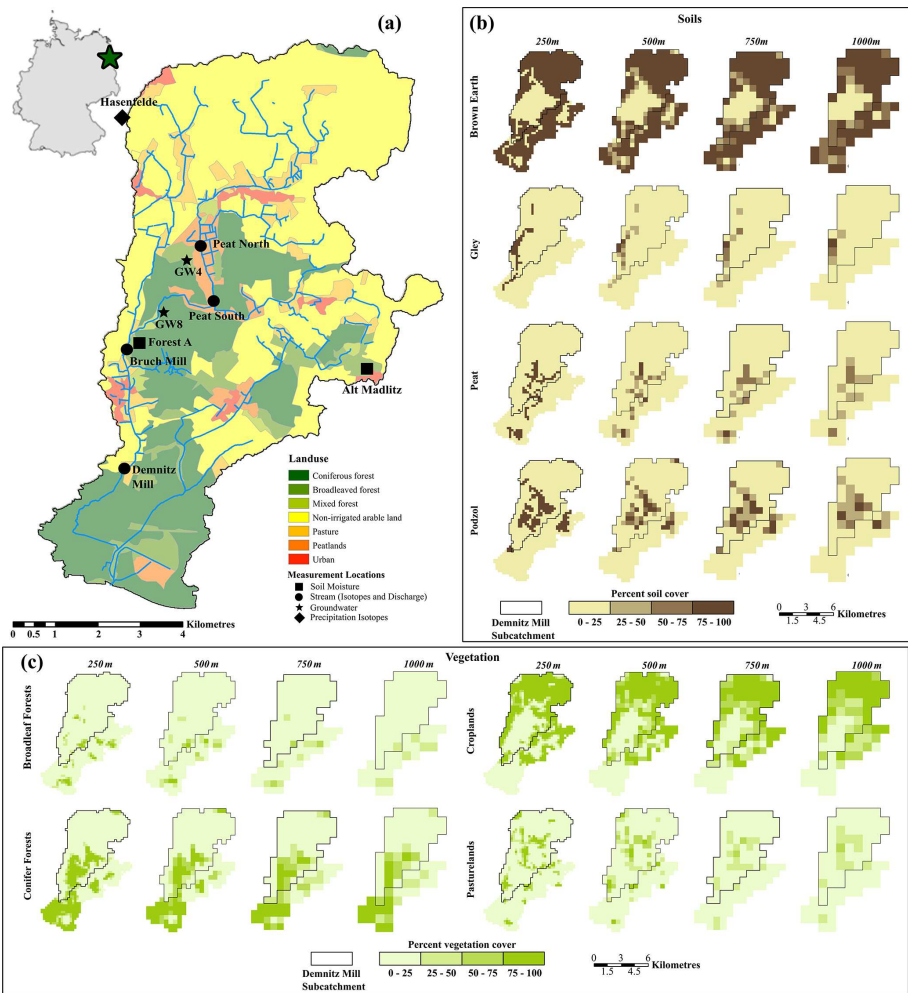 (a)
Hasenfelde
Peat North
GW4
Peat South
GW8
Forest A
Bruch Mill
Alt Madlitz
Demnitz
Mill
Landuse
Coniferous forest
Broadleaved forest
Mixed forest
Non-irrigated arable land
Pasture
Peatlands
Urban
Measurement Locations
Soil Moisture
Stream (Isotopes and Discharge)
Groundwater
Precipitation Isotopes
Kilometres
0 0.5 1 2 3 4
(b)
Soils
250m 500m 750m 1000m
Brown Earth
Gley
Peat
Podzol
Percent soil cover
Demnitz Mill
Subcatchment
0 - 25 25 - 50 50 - 75 75 - 100
0 3 6
Kilometres
1.5 4.5
(c)
Vegetation
250 m 500 m 750 m 1000 m
250 m 500 m 750 m 1000 m
Broadleaf Forests
Croplands
Conifer Forests
Pasturelands
Percent vegetation cover
Demnitz Mill
Subcatchment
0 - 25 25 - 50 50 - 75 75 - 100
0 3 6
Kilometres
1.5 4.5